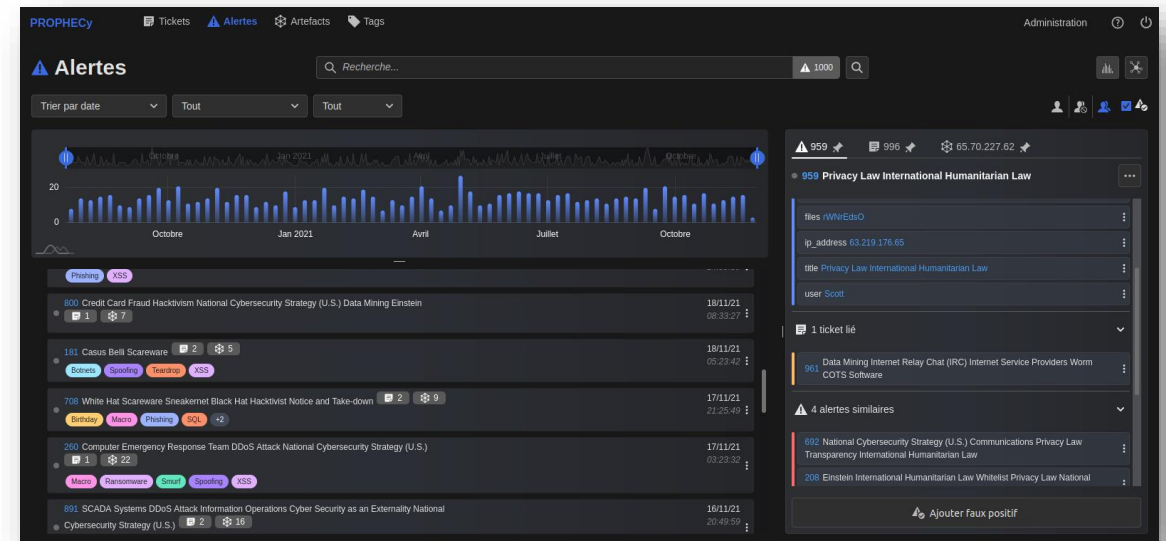 PROPHECy
Tickets
Alertes
Artefacts
Tags
Administration
Alertes
Recherche...
1000
Trier par date
Tout
Tout
Octobre
Jan 2021
Avril
Juillet
Octobre
20
0
Octobre
Jan 2021
Avril
Juillet
Octobre
Phishing XSS
800 Credit Card Fraud Hacktivism National Cybersecurity Strategy (U.S.) Data Mining Einstein
1 7
18/11/21
08:33:27
181 Casus Belli Scareware 2 5
Botnets Spoofing Teardrop XSS
18/11/21
05:23:42
708 White Hat Scareware Sneakernet Black Hat Hacktivist Notice and Take-down 2 9
Birthday Macro Phishing SQL +2
17/11/21
21:25:49
260 Computer Emergency Response Team DDoS Attack National Cybersecurity Strategy (U.S.)
1 22
Macro Ransomware Smurf Spoofing XSS
17/11/21
03:23:32
891 SCADA Systems DDoS Attack Information Operations Cyber Security as an Externality National
Cybersecurity Strategy (U.S.) 2 16
16/11/21
20:49:59
959
996
65.70.227.62
959 Privacy Law International Humanitarian Law
files rWNrEdsO
ip_address 63.219.176.65
title Privacy Law International Humanitarian Law
user Scott
1 ticket lié
961 Data Mining Internet Relay Chat (IRC) Internet Service Providers Worm
COTS Software
4 alertes similaires
692 National Cybersecurity Strategy (U.S.) Communications Privacy Law
Transparency International Humanitarian Law
208 Einstein International Humanitarian Law Whitelist Privacy Law National
Ajouter faux positif